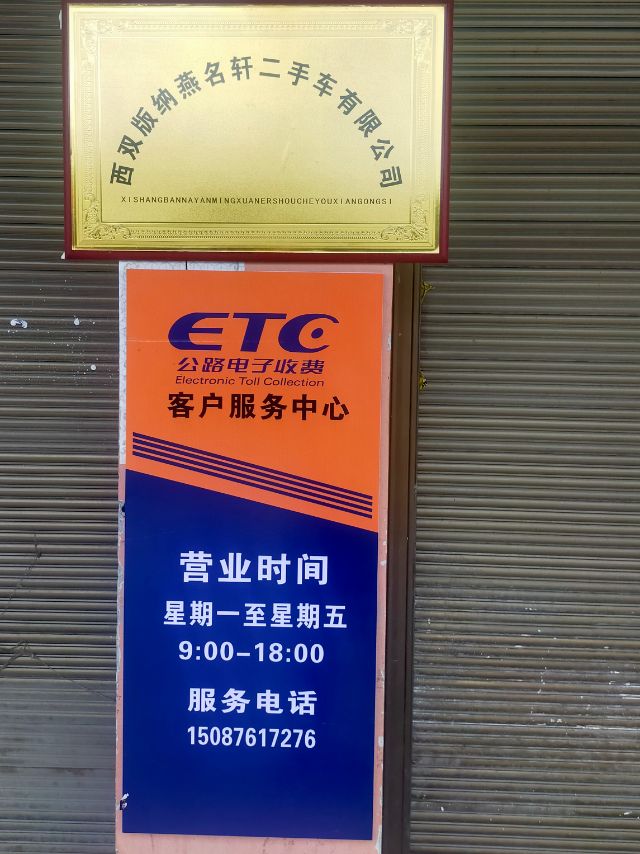 西双版纳燕名轩二手车有限公司
XISHANGBANNAYANMINGXUANERSHOUCHEYOUXIANGONGSI
ETC
公路电子收费
Electronic Toll Collection
客户服务中心
营业时间
星期一至星期五
9:00-18:00
服务电话
15087617276